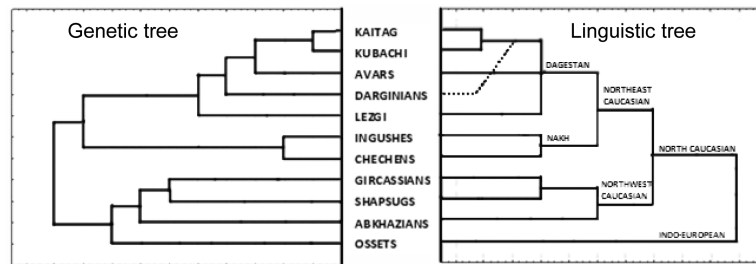 Genetic tree
Linguistic tree
KAITAG
KUBACHI
AVARS
DARGINIANS
LEZGI
INGUSHES
CHECHENS
GIRCASSIANS
SHAPSUGS
ABKHAZIANS
OSSETS
DAGESTAN
NORTHEAST
CAUCASIAN
NAKH
NORTH CAUCASIAN
NORTHWEST
CAUCASIAN
INDO-EUROPEAN